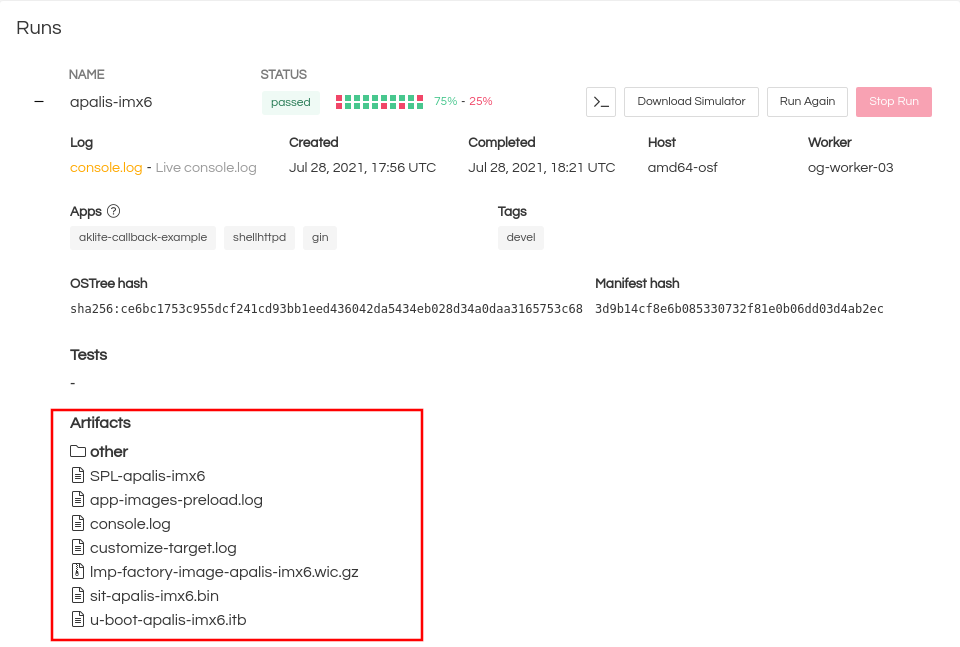 Runs
NAME STATUS
− apalis-imx6 passed 75% - 25% >_ Download Simulator Run Again Stop Run
Log Created Completed Host Worker
console.log - Live console.log Jul 28, 2021, 17:56 UTC Jul 28, 2021, 18:21 UTC amd64-osf og-worker-03
Apps ? Tags
aklite-callback-example shellhttpd gin devel
OSTree hash Manifest hash
sha256:ce6bc1753c955dcf241cd93bb1eed436042da5434eb028d34a0daa3165753c68 3d9b14cf8e6b085330732f81e0b06dd03d4ab2ec
Tests
-
Artifacts
other
SPL-apalis-imx6
app-images-preload.log
console.log
customize-target.log
lmp-factory-image-apalis-imx6.wic.gz
sit-apalis-imx6.bin
u-boot-apalis-imx6.itb